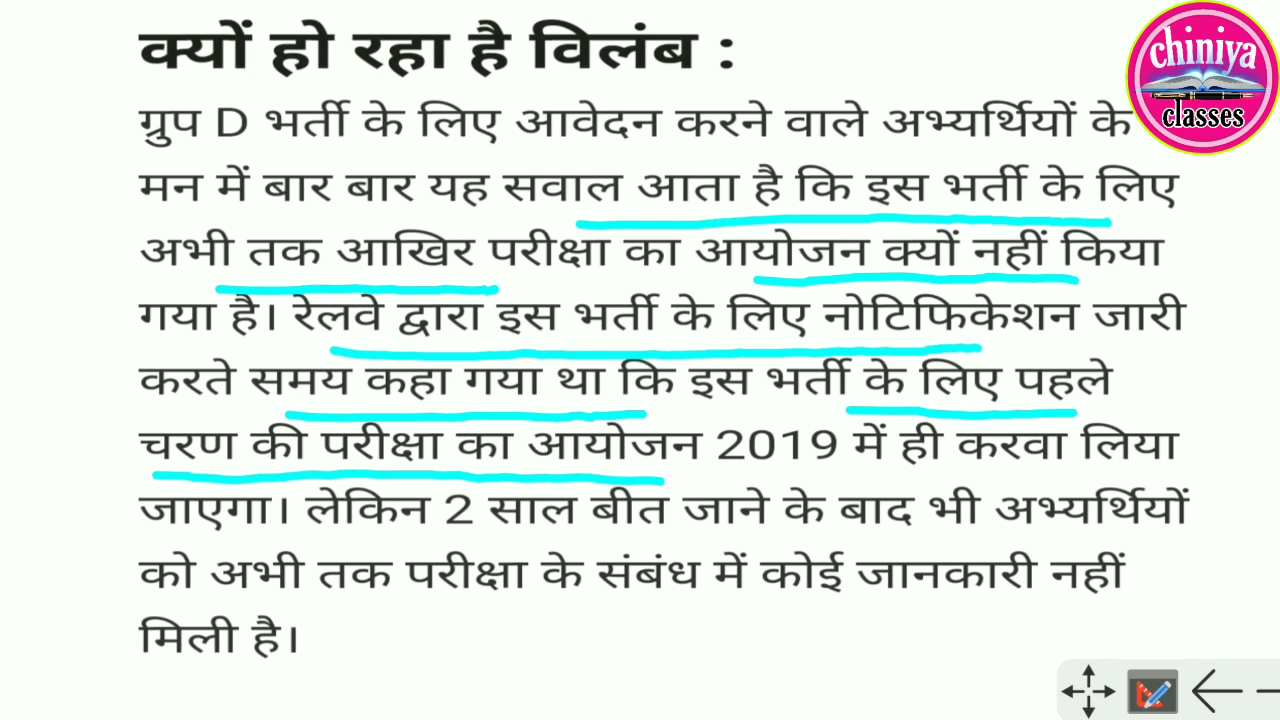 क्यों हो रहा है विलंब :
chiniya
classes
ग्रुप D भर्ती के लिए आवेदन करने वाले अभ्यर्थियों के
मन में बार बार यह सवाल आता है कि इस भर्ती के लिए
अभी तक आखिर परीक्षा का आयोजन क्यों नहीं किया
गया है। रेलवे द्वारा इस भर्ती के लिए नोटिफिकेशन जारी
करते समय कहा गया था कि इस भर्ती के लिए पहले
चरण की परीक्षा का आयोजन 2019 में ही करवा लिया
जाएगा। लेकिन 2 साल बीत जाने के बाद भी अभ्यर्थियों
को अभी तक परीक्षा के संबंध में कोई जानकारी नहीं
मिली है।